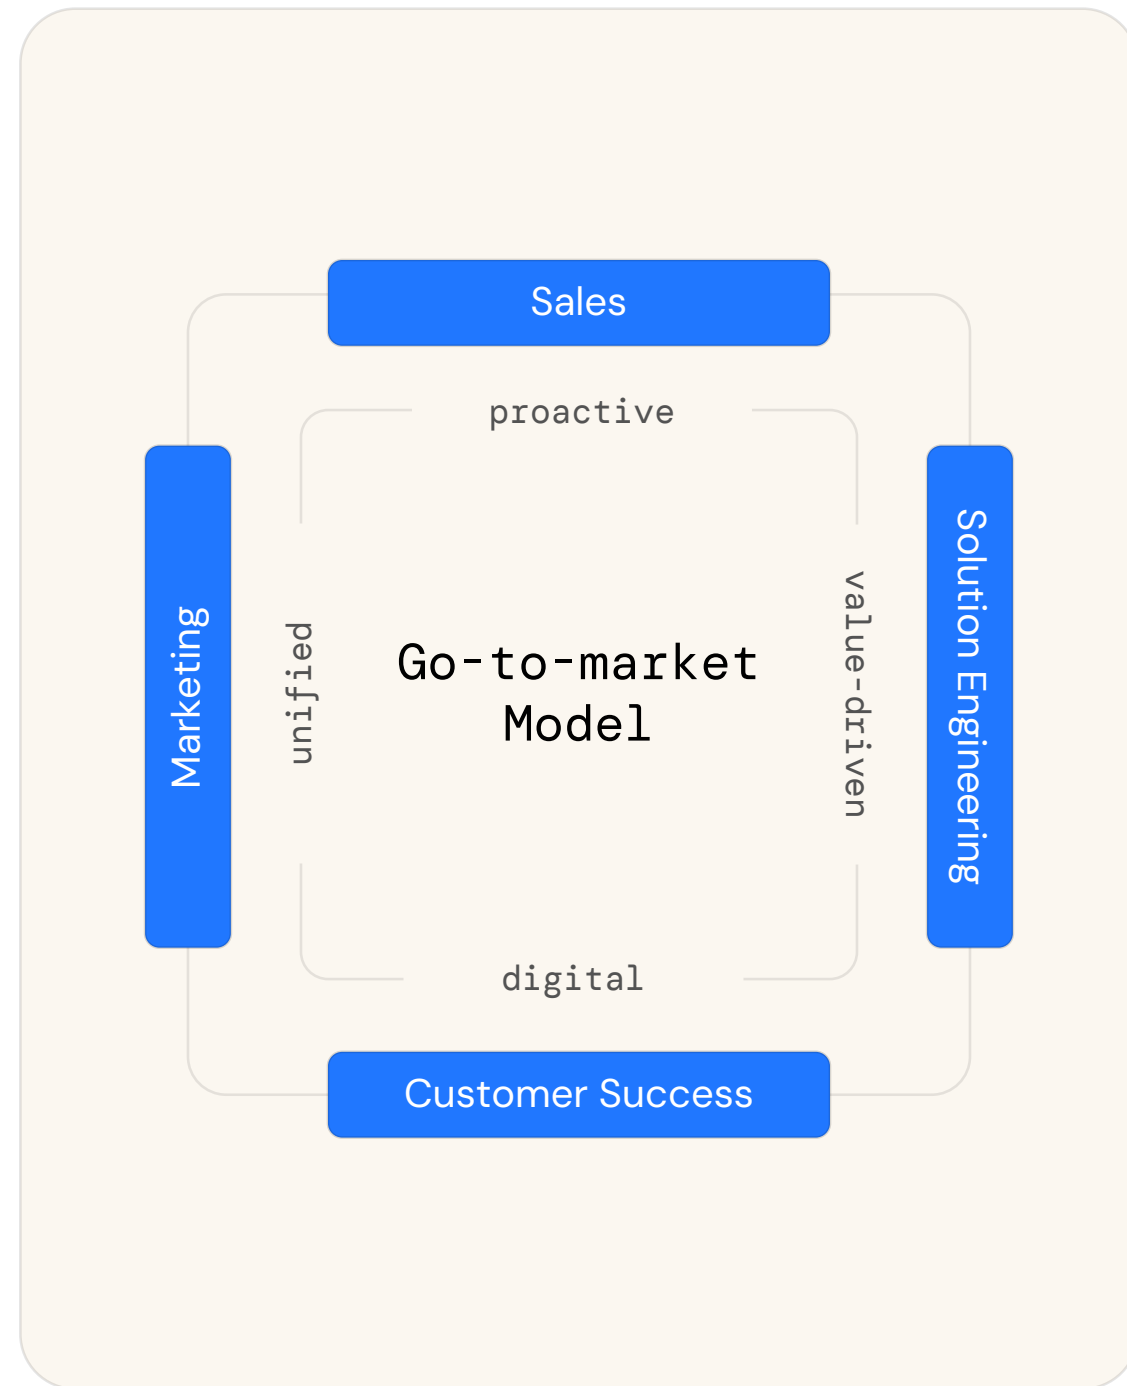 Sales
proactive
Marketing
unified
Go-to-market
Model
value-driven
Solution Engineering
digital
Customer Success